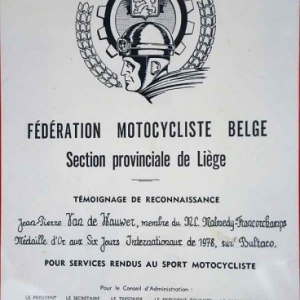 FÉDÉRATION MOTOCYCLISTE BELGE
Section provinciale de Liège
TÉMOIGNAGE DE RECONNAISSANCE
Jean-Pierre Van de Wauwer, membre du Malmedy-Francorchamps
Médaille d'Or aux Six Jours Internationaux de 1978, sur Bultaco.
POUR SERVICES RENDUS AU SPORT MOTOCYCLISTE
Pour le Conseil d'Administration :
LE PRÉSIDENT LE SECRÉTAIRE LE TRÉSORIER